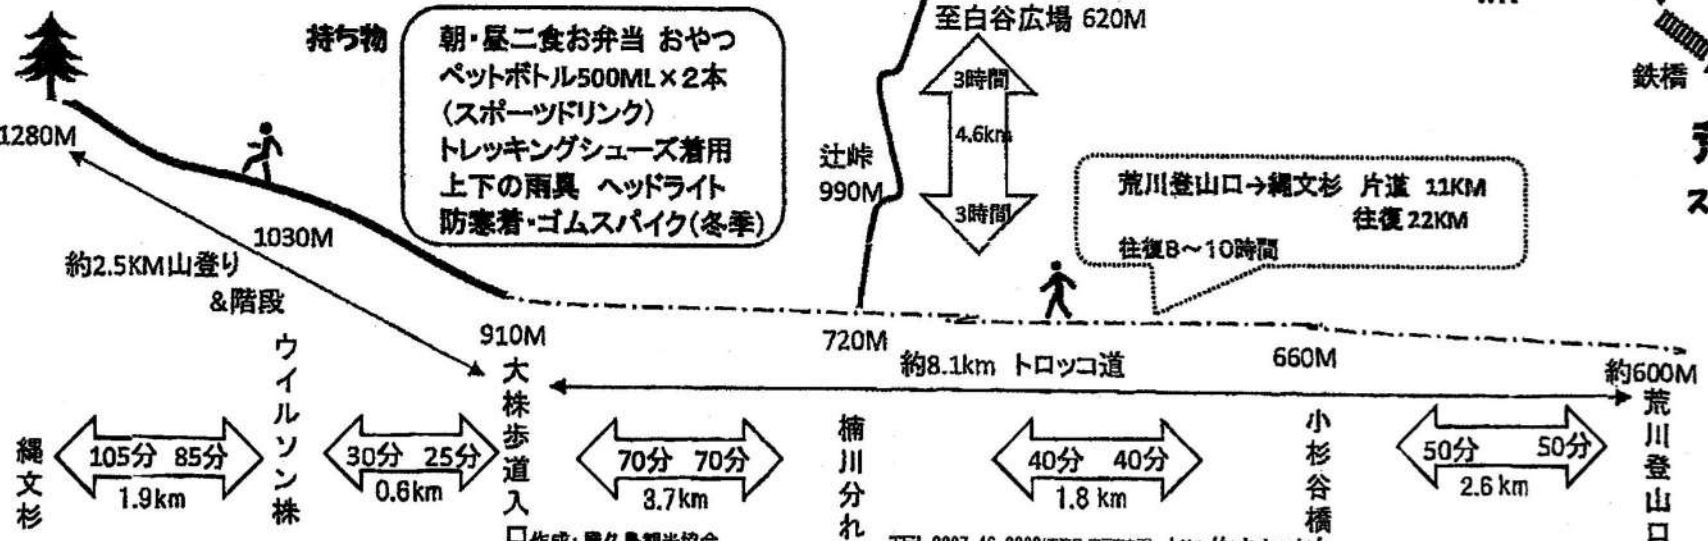 持ち物
朝・昼二食お弁当 おやつ
ペットボトル500ML×2本
(スポーツドリンク)
トレッキングシューズ着用
上下の雨具 ヘッドライト
防寒着・ゴムスパイク(冬季)
至白谷広場 620M
3時間
4.6km
3時間
辻峠
990M
鉄橋
荒川登山口→縄文杉 片道 11KM
往復22KM
往復8～10時間
1280M
1030M
約2.5KM山登り
&階段
910M
720M
約8.1km トロッコ道
660M
約600M
縄文杉
105分 85分
1.9km
ウイルソン株
30分 25分
0.6km
大株歩道入口
70分 70分
3.7km
楠川分れ
40分 40分
1.8 km
小杉谷橋
50分 50分
2.6 km
荒川登山口